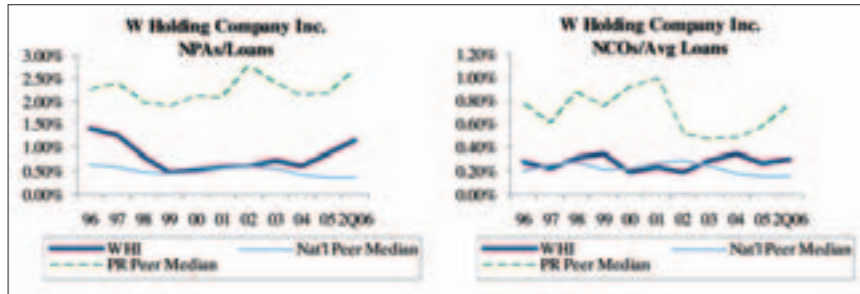 W Holding Company Inc.
NPAs/Loans
3.00%
2.50%
2.00%
1.50%
1.00%
0.50%
0.00%
96 97 98 99 00 01 02 03 04 05 2Q06
WHI Nat'l Peer Median
PR Peer Median
W Holding Company Inc.
NCOs/Avg Loans
1.20%
1.00%
0.80%
0.60%
0.40%
0.20%
0.00%
96 97 98 99 00 01 02 03 04 05 2Q06
WHI Nat'l Peer Median
PR Peer Median